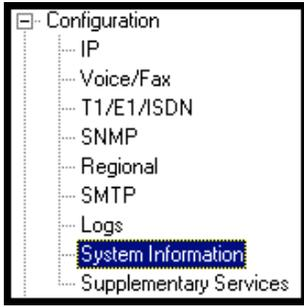 Configuration
IP
Voice/Fax
T1/E1/ISDN
SNMP
Regional
SMTP
Logs
System Information
Supplementary Services